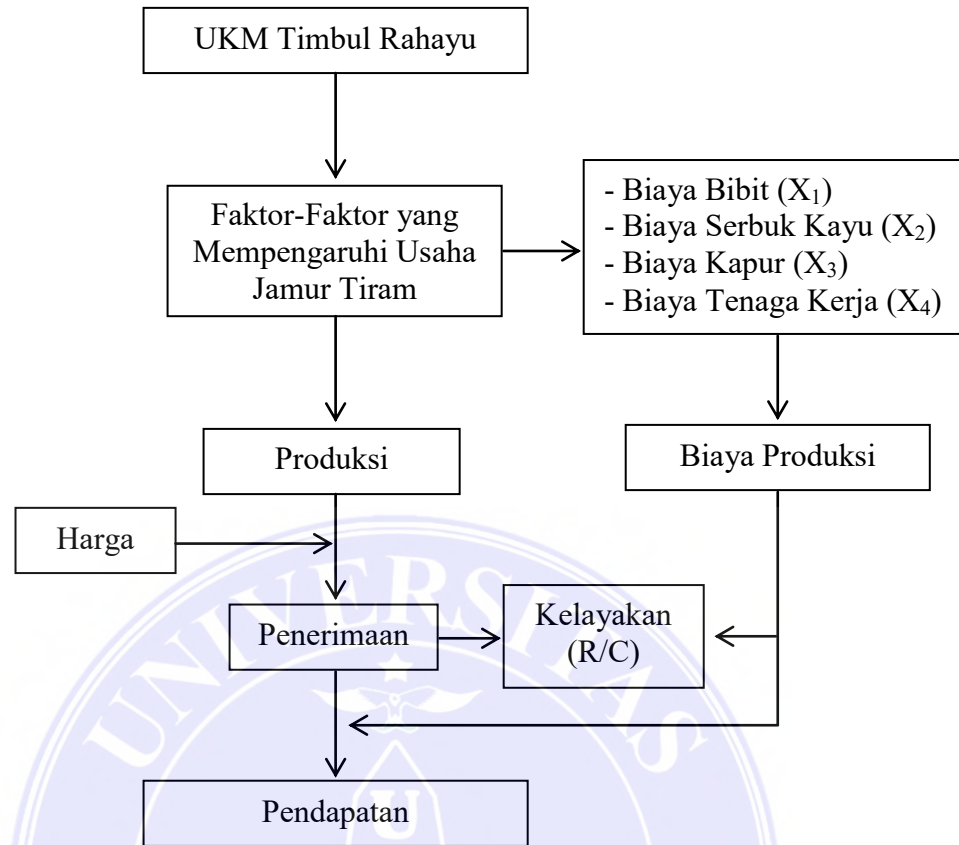 UKM Timbul Rahayu
Faktor-Faktor yang
Mempengaruhi Usaha
Jamur Tiram
- Biaya Bibit (X₁)
- Biaya Serbuk Kayu (X₂)
- Biaya Kapur (X₃)
- Biaya Tenaga Kerja (X₄)
Produksi
Biaya Produksi
Harga
Penerimaan
Kelayakan
(R/C)
Pendapatan
UNIVERSITAS
U